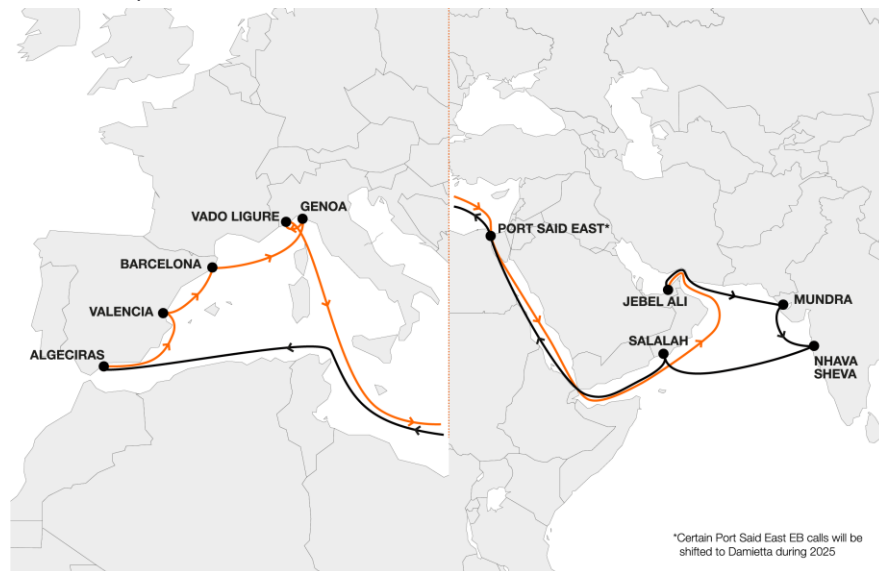 GENOA
VADO LIGURE
BARCELONA
VALENCIA
ALGECIRAS
PORT SAID EAST*
JEBEL ALI
MUNDRA
SALALAH
NHAVA
SHEVA
*Certain Port Said East EB calls will be
shifted to Damietta during 2025